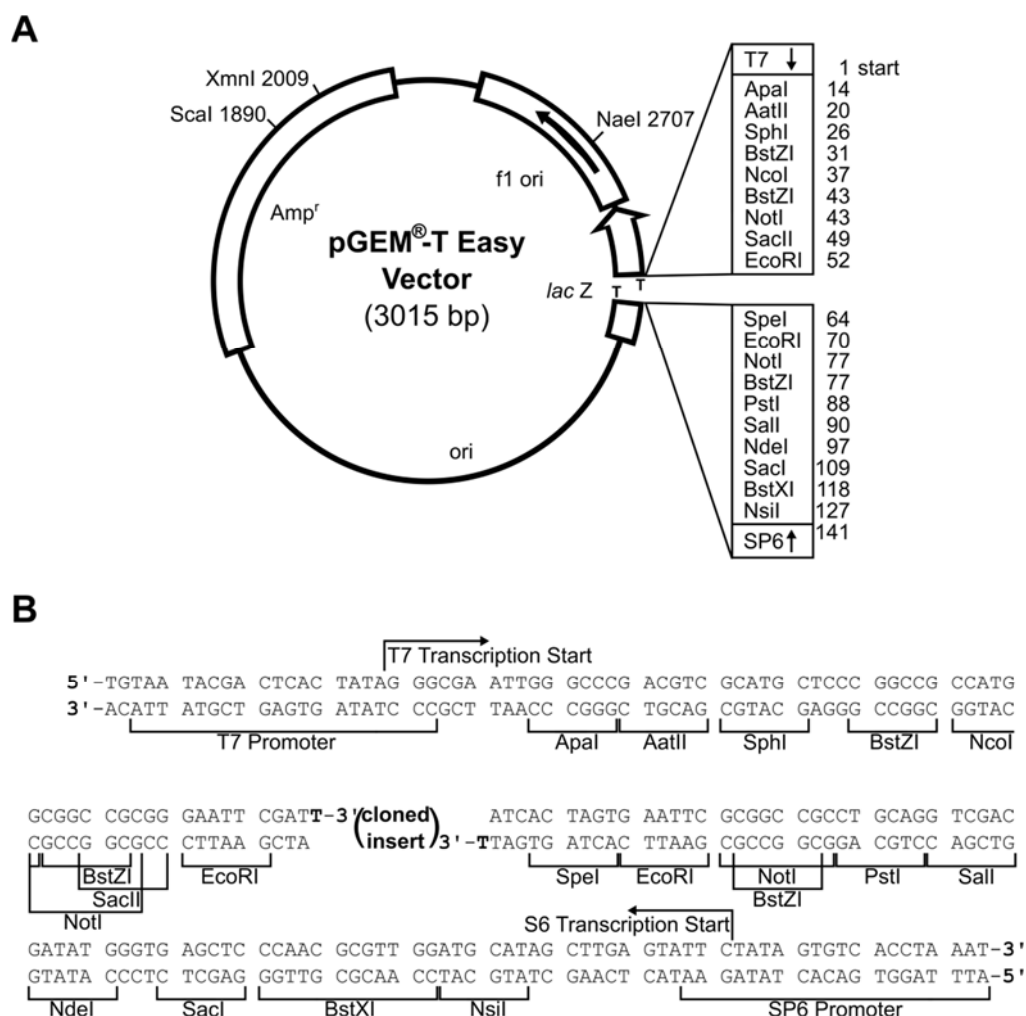 A
XmnI 2009
ScaI 1890
NaeI 2707
f1 ori
Ampʳ
pGEM®-T Easy
Vector
(3015 bp)
lac Z
T T
ori
T7 ↓
1 start
ApaI 14
AatII 20
SphI 26
BstZI 31
NcoI 37
BstZI 43
NotI 43
SacII 49
EcoRI 52
SpeI 64
EcoRI 70
NotI 77
BstZI 77
PstI 88
SalI 90
NdeI 97
SacI 109
BstXI 118
NsiI 127
141
SP6 ↑
B
T7 Transcription Start
5'-TGTAA TACGA CTCAC TATAG GGCGA ATTGG GCCCG ACGTC GCATG CTCCC GGCCG CCATG
3'-ACATT ATGCT GAGTG ATATC CCGCT TAACC CGGGC TGCAG CGTAC GAGGG CCGGC GGTAC
T7 Promoter ApaI AatII SphI BstZI NcoI
GCGGC CGCGG GAATT CGATT-3' (cloned insert) ATCAC TAGTG AATTC GCGGC CGCCT GCAGG TCGAC
CGCCG GCGCC CTTAA GCTA 3'-TTAGTG ATCAC TTAAG CGCCG GCGGA CGTCC AGCTG
BstZI EcoRI SpeI EcoRI NotI PstI SalI
SacII BstZI
NotI
S6 Transcription Start
GATAT GGGTG AGCTC CCAAC GCGTT GGATG CATAG CTTGA GTATT CTATA GTGTC ACCTA AAT-3'
GTATA CCCTC TCGAG GGTTG CGCAA CCTAC GTATC GAACT CATAA GATAT CACAG TGGAT TTA-5'
NdeI SacI BstXI NsiI SP6 Promoter